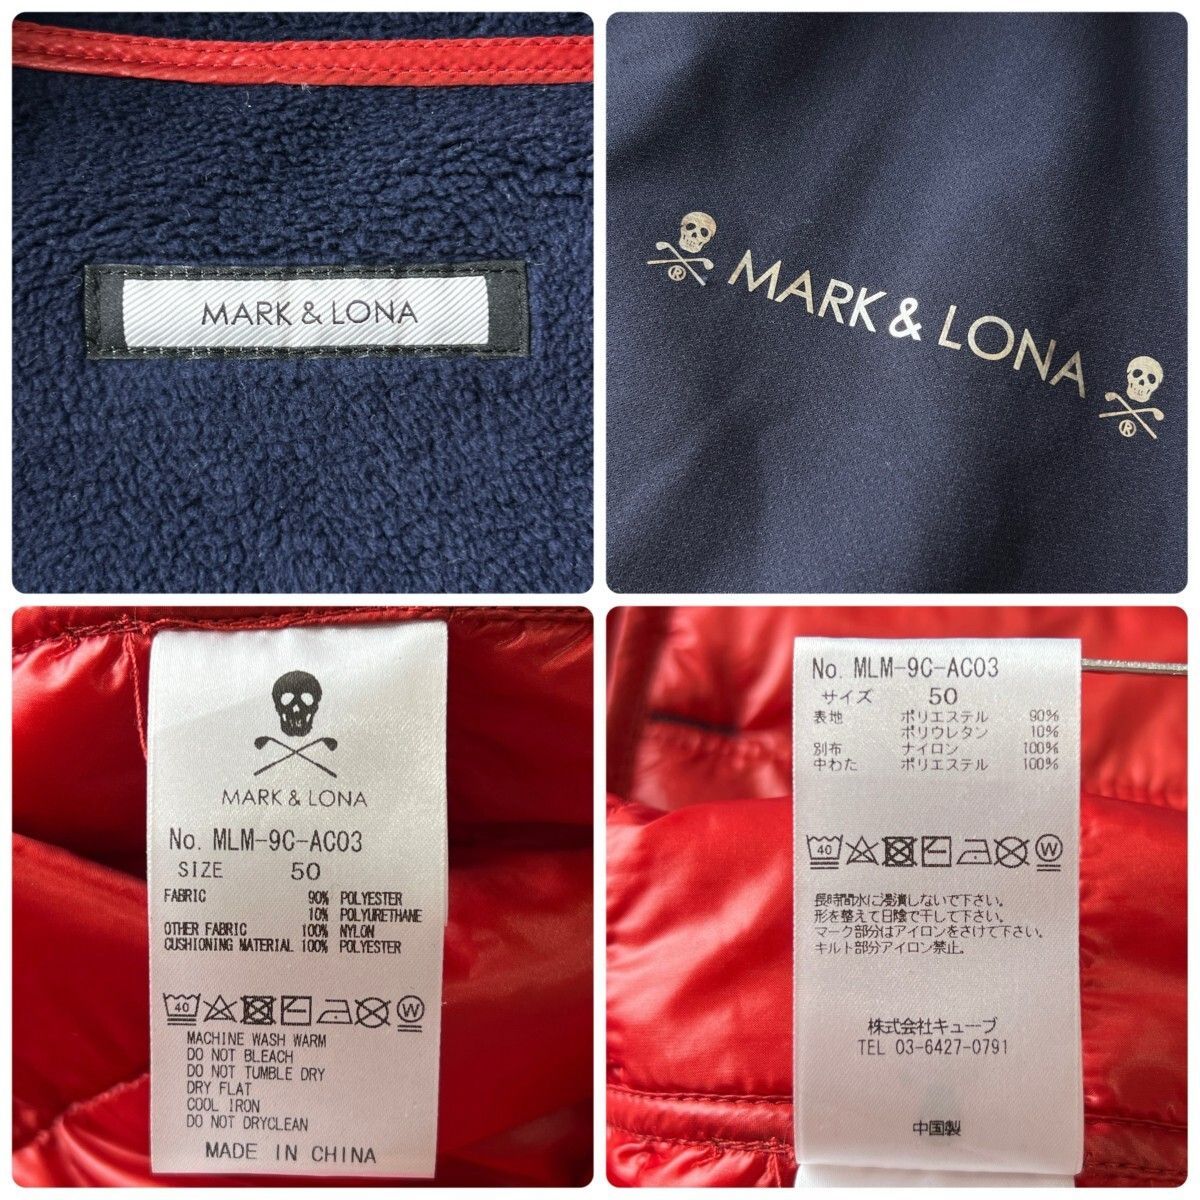 MARK & LONA
® MARK & LONA ®
MARK & LONA
No. MLM-9C-AC03
SIZE 50
FABRIC 90% POLYESTER
10% POLYURETHANE
OTHER FABRIC 100% NYLON
CUSHIONING MATERIAL 100% POLYESTER
40 W
MACHINE WASH WARM
DO NOT BLEACH
DO NOT TUMBLE DRY
DRY FLAT
COOL IRON
DO NOT DRYCLEAN
MADE IN CHINA
No. MLM-9C-AC03
サイズ 50
表地 ポリエステル 90%
ポリウレタン 10%
別布 ナイロン 100%
中わた ポリエステル 100%
40 W
長時間水に浸漬しないで下さい。
形を整えて日陰で干して下さい。
マーク部分はアイロンをさけて下さい。
キルト部分アイロン禁止。
株式会社キューブ
TEL 03-6427-0791
中国製